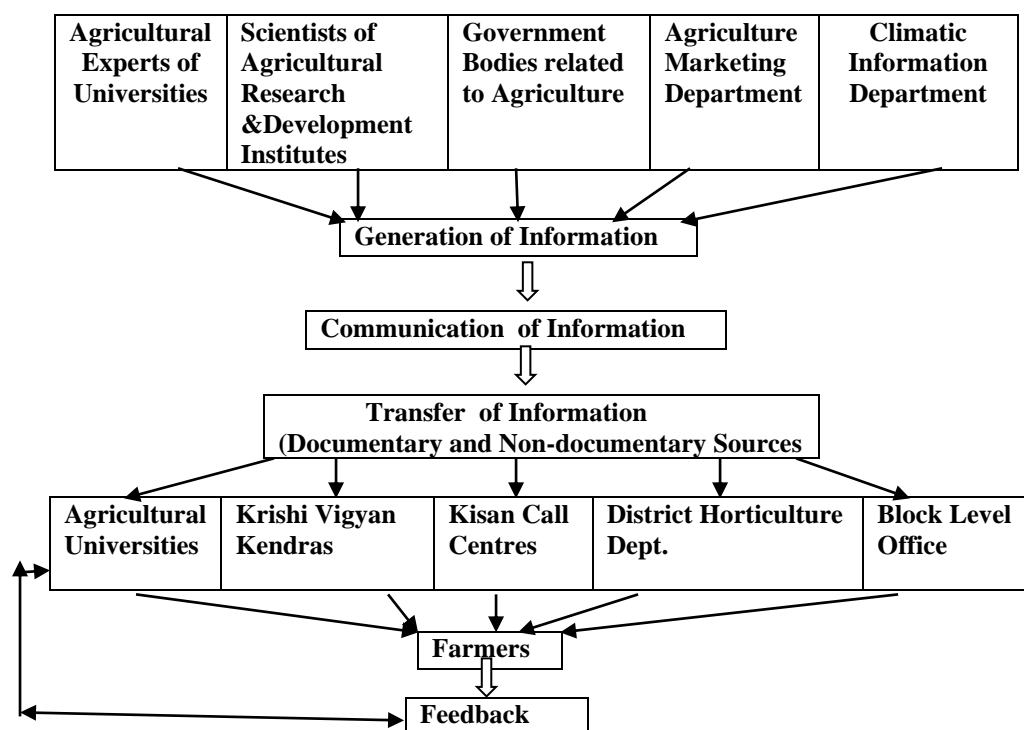 Agricultural
Experts of
Universities
Scientists of
Agricultural
Research
&Development
Institutes
Government
Bodies related
to Agriculture
Agriculture
Marketing
Department
Climatic
Information
Department
Generation of Information
Communication of Information
Transfer of Information
(Documentary and Non-documentary Sources
Agricultural
Universities
Krishi Vigyan
Kendras
Kisan Call
Centres
District Horticulture
Dept.
Block Level
Office
Farmers
Feedback